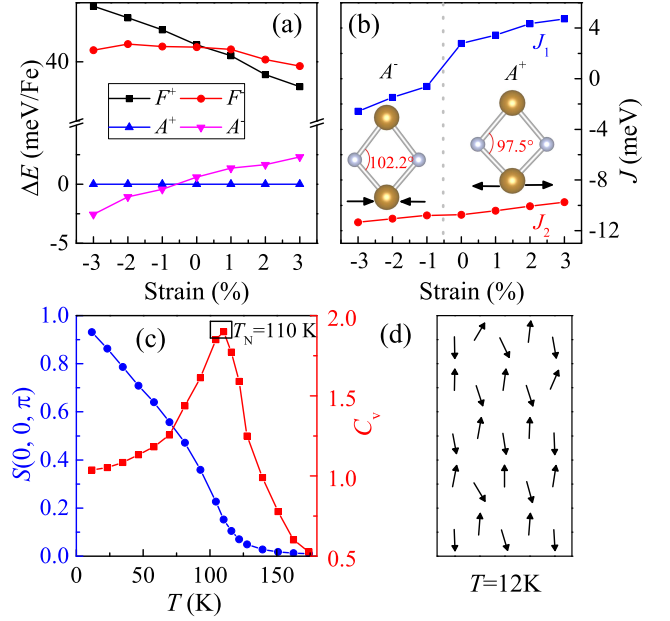 (a)
ΔE (meV/Fe)
40
0
-5
F⁺ F⁻
A⁺ A⁻
-3 -2 -1 0 1 2 3
Strain (%)
(b)
J₁
A⁻ A⁺
102.2° 97.5°
J₂
4
0
-4
-8
-12
J (meV)
-3 -2 -1 0 1 2 3
Strain (%)
(c)
T_N=110 K
S(0, 0, π)
1.0
0.8
0.6
0.4
0.2
0.0
2.0
1.5
1.0
0.5
C_v
0 50 100 150
T (K)
(d)
T=12K